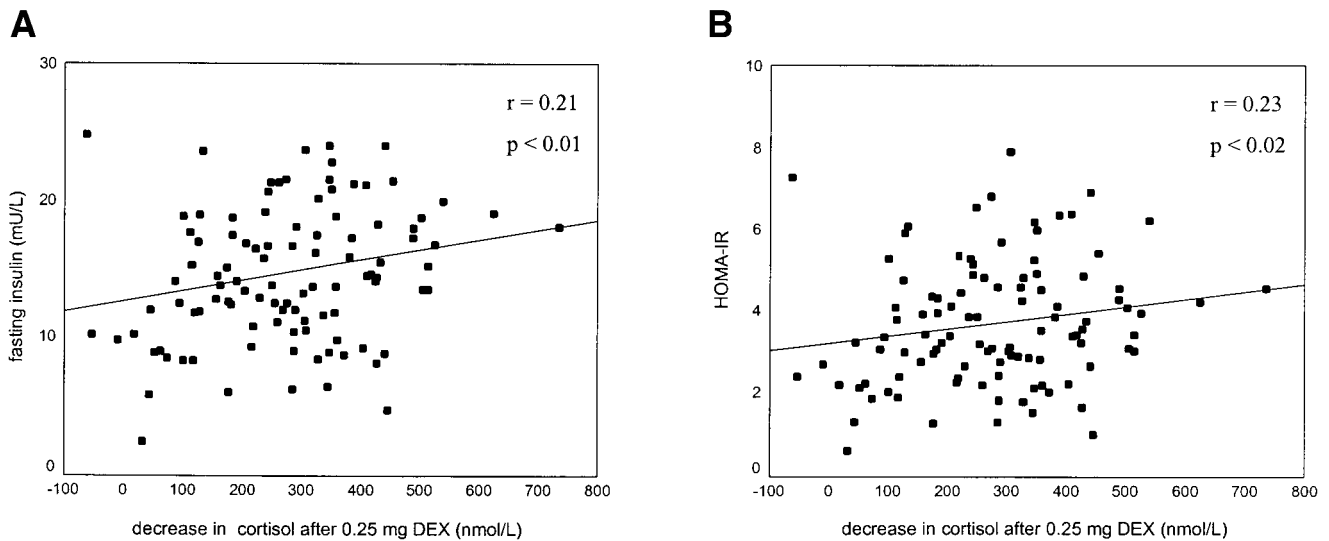 A
B
30
20
10
0
fasting insulin (mU/L)
r = 0.21
p < 0.01
-100 0 100 200 300 400 500 600 700 800
decrease in cortisol after 0.25 mg DEX (nmol/L)
10
8
6
4
2
0
HOMA-IR
r = 0.23
p < 0.02
-100 0 100 200 300 400 500 600 700 800
decrease in cortisol after 0.25 mg DEX (nmol/L)